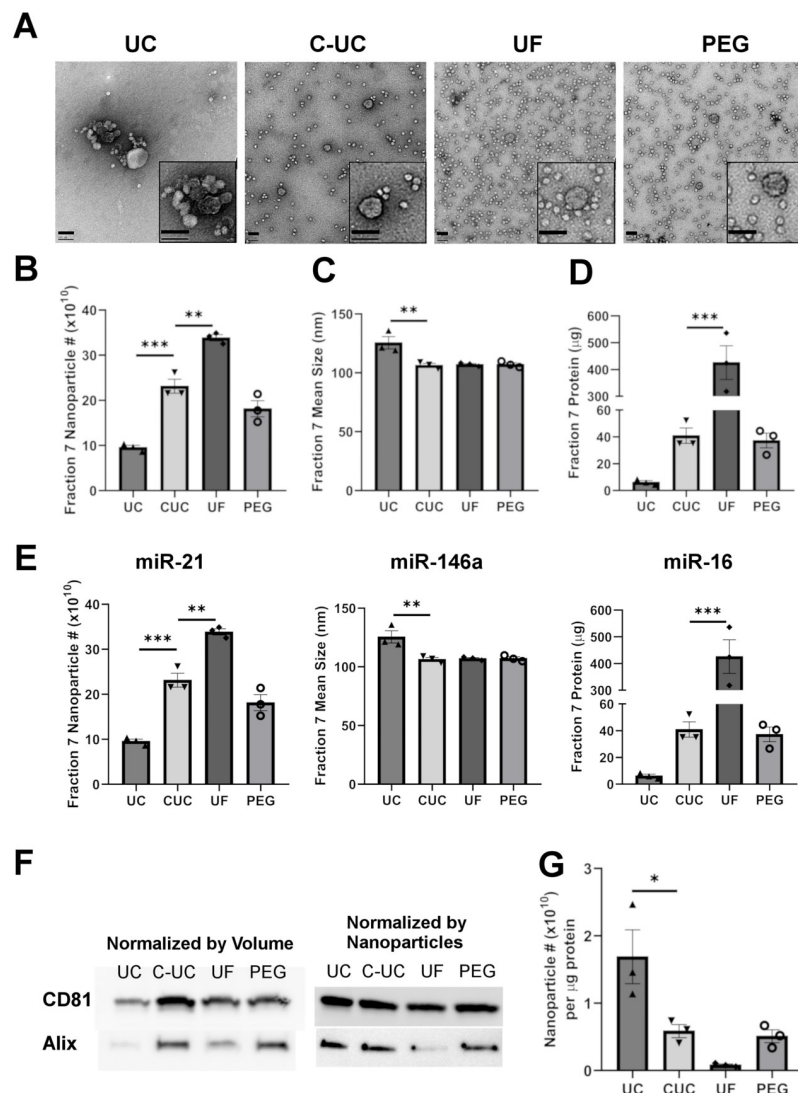 A
UC
C-UC
UF
PEG
B
Fraction 7 Nanoparticle # (x10¹⁰)
40
30
20
10
0
***
**
UC
CUC
UF
PEG
C
Fraction 7 Mean Size (nm)
150
100
50
0
**
UC
CUC
UF
PEG
D
Fraction 7 Protein (μg)
600
500
400
300
60
40
20
0
***
UC
CUC
UF
PEG
E
miR-21
Fraction 7 Nanoparticle # (x10¹⁰)
40
30
20
10
0
***
**
UC
CUC
UF
PEG
miR-146a
Fraction 7 Mean Size (nm)
150
100
50
0
**
UC
CUC
UF
PEG
miR-16
Fraction 7 Protein (μg)
600
500
400
300
60
40
20
0
***
UC
CUC
UF
PEG
F
Normalized by Volume
UC C-UC UF PEG
Normalized by
Nanoparticles
UC C-UC UF PEG
CD81
Alix
G
Nanoparticle # (x10¹⁰)
per μg protein
3
2
1
0
*
UC
CUC
UF
PEG